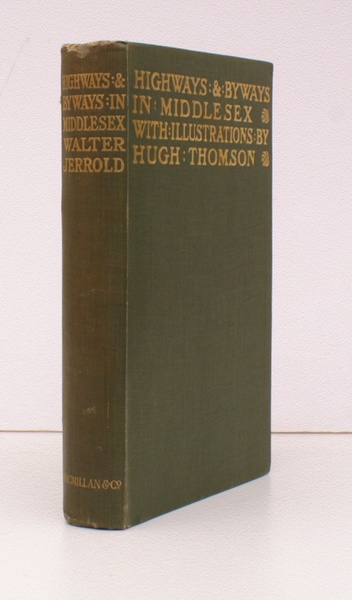 HIGHWAYS: &
BYWAYS: IN
MIDDLESEX
WALTER
JERROLD
MACMILLAN & Co
HIGHWAYS: & : BYWAYS
IN : MIDDLESEX
WITH : ILLUSTRATIONS : BY
HUGH : THOMSON